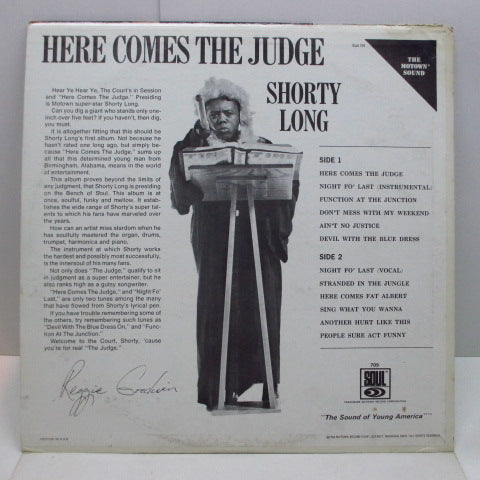 HERE COMES THE JUDGE
SHORTY
LONG
THE
MOTOWN
SOUND
Hear Ye Hear Ye, The Court's in Session
and "Here Comes The Judge." Presiding
is Motown super-star Shorty Long.
Can you dig a giant who stands only one-
inch over five feet? If you haven't, then dig,
you must.
It is altogether fitting that this should be
Shorty Long's first album. Not because he
hasn't rated one long ago, but simply be-
cause "Here Comes The Judge," sums up
all that this determined young man from
Birmingham, Alabama, means in the world
of entertainment.
This album proves beyond the limits of
any judgment, that Shorty Long is presiding
on the Bench of Soul. This album is at
once, soulful, funky and mellow. It estab-
lishes the wide range of Shorty's super tal-
ents to which his fans have marveled over
the years.
How can an artist miss stardom when he
has soulfully mastered the organ, drums,
trumpet, harmonica and piano.
The instrument at which Shorty works
the hardest and possibly most successfully,
is the innersoul of his many fans.
Not only does "The Judge," qualify to sit
in judgment as a super entertainer, but he
also ranks high as a gutsy songwriter.
"Here Comes The Judge," and "Night Fo'
Last," are only two tunes among the many
that have flowed from Shorty's lyrical pen.
If you have trouble remembering some of
the others, try remembering such tunes as
"Devil With The Blue Dress On," and "Func-
tion At The Junction."
Welcome to the Court, Shorty, 'cause
you're for real "The Judge."
Reggie Goodwin
SIDE 1
HERE COMES THE JUDGE
NIGHT FO' LAST (INSTRUMENTAL)
FUNCTION AT THE JUNCTION
DON'T MESS WITH MY WEEKEND
AIN'T NO JUSTICE
DEVIL WITH THE BLUE DRESS
SIDE 2
NIGHT FO' LAST (VOCAL)
STRANDED IN THE JUNGLE
HERE COMES FAT ALBERT
SING WHAT YOU WANNA
ANOTHER HURT LIKE THIS
PEOPLE SURE ACT FUNNY
709
SOUL
"The Sound of Young America"